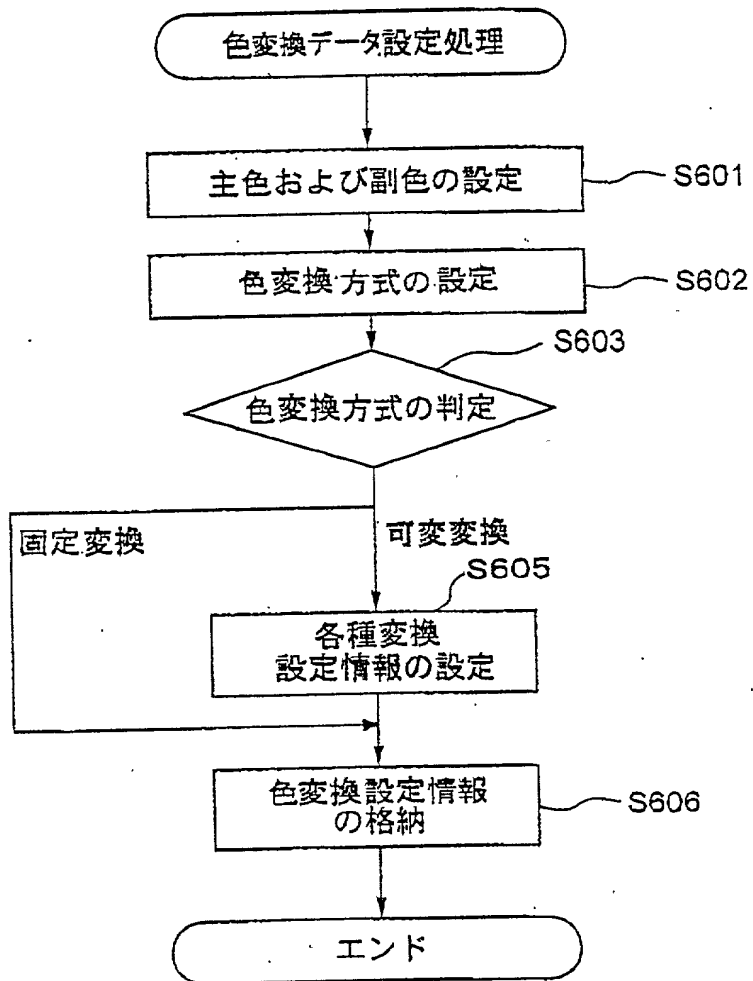 色変換データ設定処理
主色および副色の設定
S601
色変換方式の設定
S602
S603
色変換方式の判定
固定変換
可変変換
S605
各種変換
設定情報の設定
色変換設定情報
の格納
S606
エンド